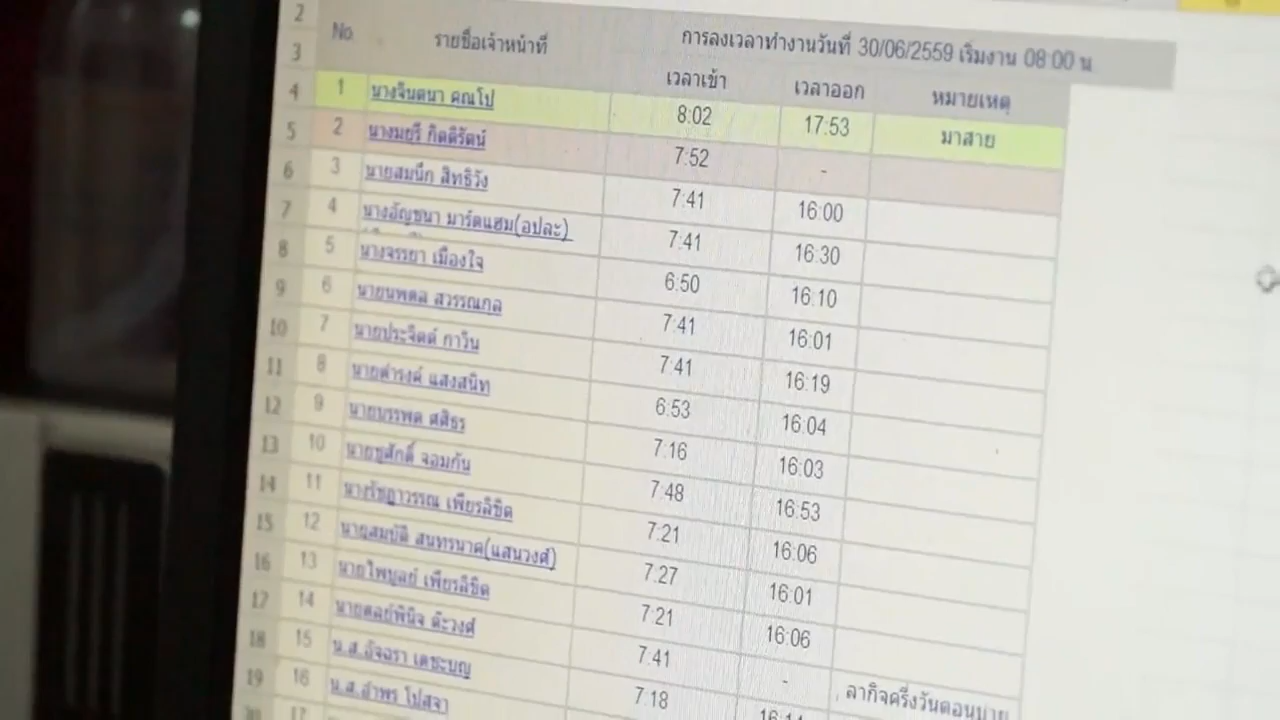 2
3 No. รายชื่อเจ้าหน้าที่ การลงเวลาทำงานวันที่ 30/06/2559 เริ่มงาน 08:00 น
เวลาเข้า เวลาออก หมายเหตุ
4 1 นางจินตนา คณโป 8:02 17:53 มาสาย
5 2 นางมยุรี กิตติรัตน์ 7:52 -
6 3 นายสมนึก สิทธิวัง 7:41 16:00
7 4 นางอัญชนา มาร์ดแฮม(อปละ) 7:41 16:30
8 5 นางจรรยา เมืองใจ 6:50 16:10
9 6 นายนพดล สวรรณกูล 7:41 16:01
10 7 นายประจิตต์ กาวิน 7:41 16:19
11 8 นายดำรงค์ แสงสนิท 6:53 16:04
12 9 นายบรรพต ศศิธร 7:16 16:03
13 10 นายชูศักดิ์ จอมกัน 7:48 16:53
14 11 นางรัชฎาวรรณ เพียรลิขิต 7:21 16:06
15 12 นายสมบัติ สนทรนาค(แสนวงศ์) 7:27 16:01
16 13 นายไพบูลย์ เพียรลิขิต 7:21 16:06
17 14 นายดลย์พินิจ ต๊ะวงศ์ 7:41 -
18 15 น.ส.อัจฉรา เตชะบุญ 7:18 ลากิจครึ่งวันตอนบ่าย
19 16 น.ส.อำพร โปสจา
17